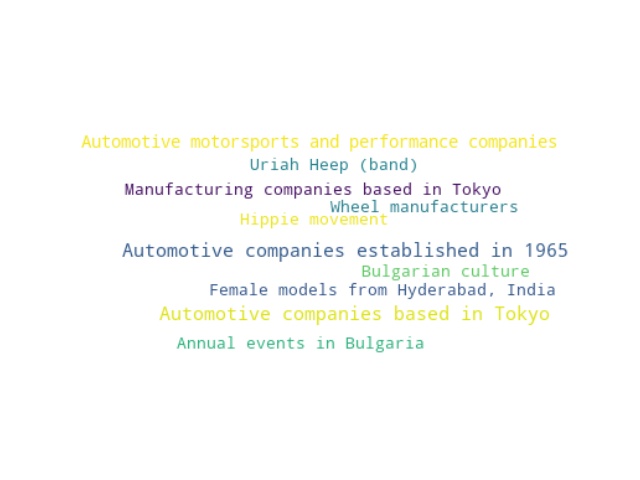 Automotive motorsports and performance companies
Uriah Heep (band)
Manufacturing companies based in Tokyo
Wheel manufacturers
Hippie movement
Automotive companies established in 1965
Bulgarian culture
Female models from Hyderabad, India
Automotive companies based in Tokyo
Annual events in Bulgaria